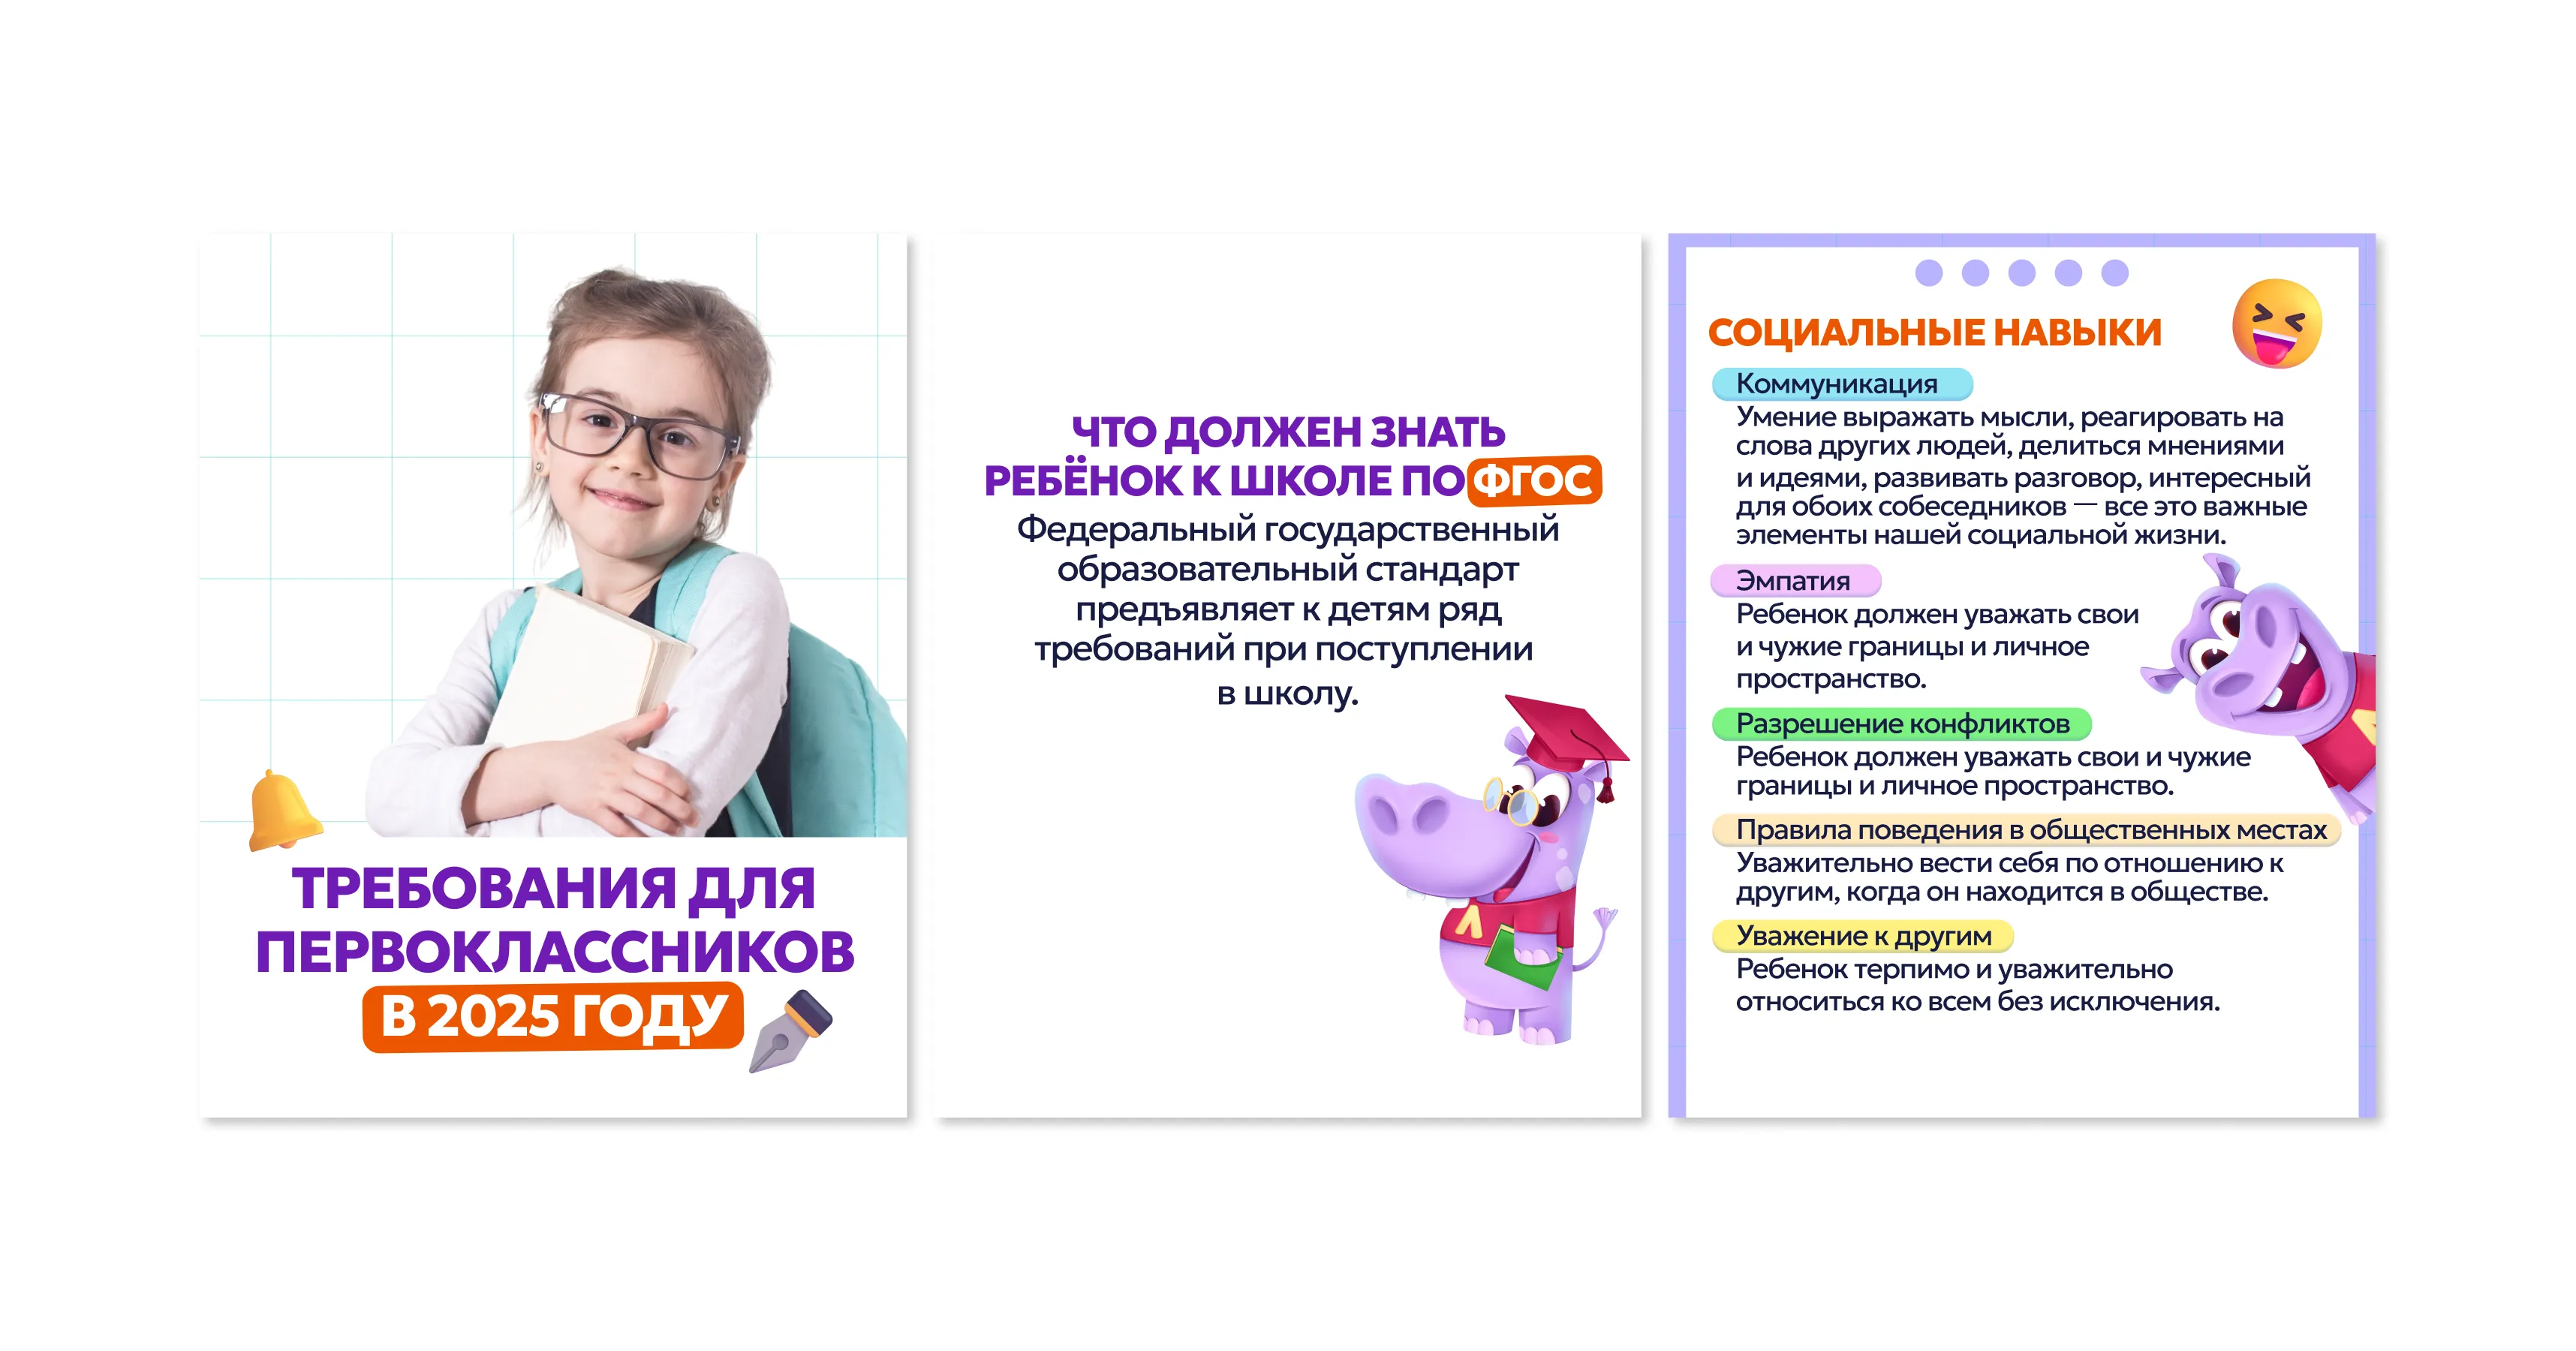 ТРЕБОВАНИЯ ДЛЯ
ПЕРВОКЛАССНИКОВ
В 2025 ГОДУ
ЧТО ДОЛЖЕН ЗНАТЬ
РЕБЁНОК К ШКОЛЕ ПО ФГОС
Федеральный государственный
образовательный стандарт
предъявляет к детям ряд
требований при поступлении
в школу.
Л
СОЦИАЛЬНЫЕ НАВЫКИ
Коммуникация
Умение выражать мысли, реагировать на
слова других людей, делиться мнениями
и идеями, развивать разговор, интересный
для обоих собеседников — все это важные
элементы нашей социальной жизни.
Эмпатия
Ребенок должен уважать свои
и чужие границы и личное
пространство.
Разрешение конфликтов
Ребенок должен уважать свои и чужие
границы и личное пространство.
Правила поведения в общественных местах
Уважительно вести себя по отношению к
другим, когда он находится в обществе.
Уважение к другим
Ребенок терпимо и уважительно
относиться ко всем без исключения.